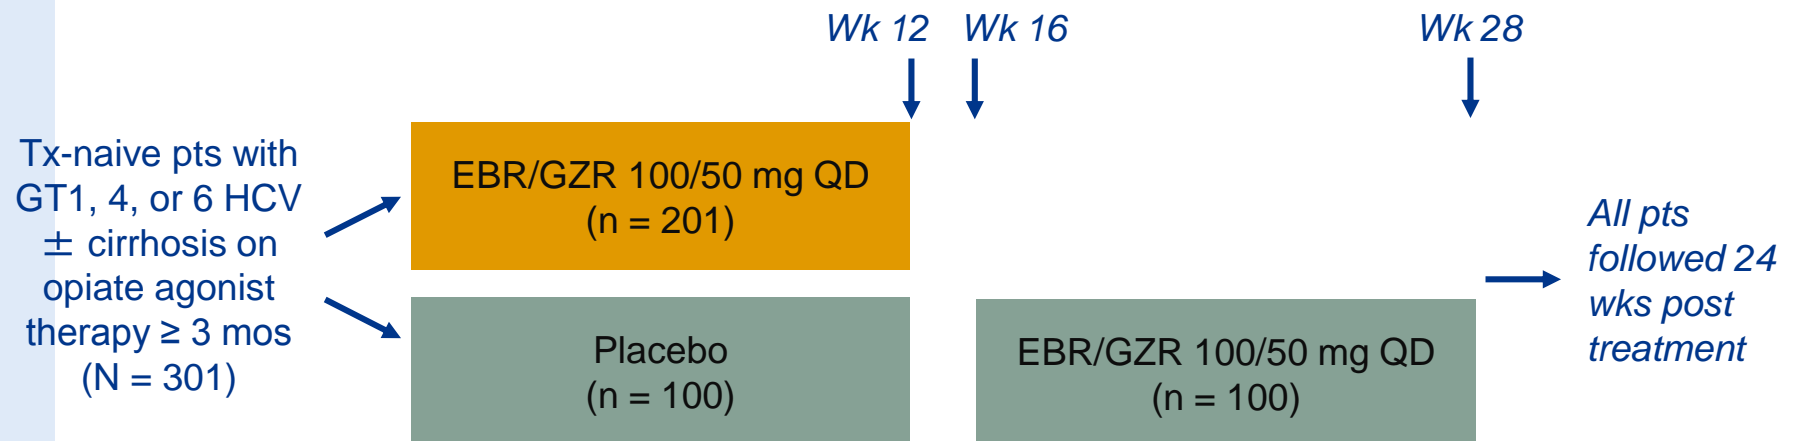 Wk 12
Wk 16
Wk 28
Tx-naive pts with
GT1, 4, or 6 HCV
± cirrhosis on
opiate agonist
therapy ≥ 3 mos
(N = 301)
EBR/GZR 100/50 mg QD
(n = 201)
Placebo
(n = 100)
EBR/GZR 100/50 mg QD
(n = 100)
All pts
followed 24
wks post
treatment